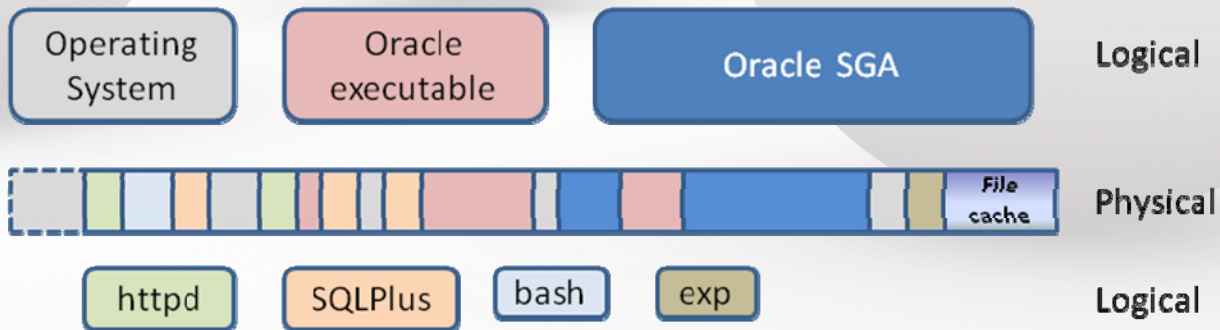 Operating
System
Oracle
executable
Oracle SGA
Logical
File
cache
Physical
httpd
SQLPlus
bash
exp
Logical